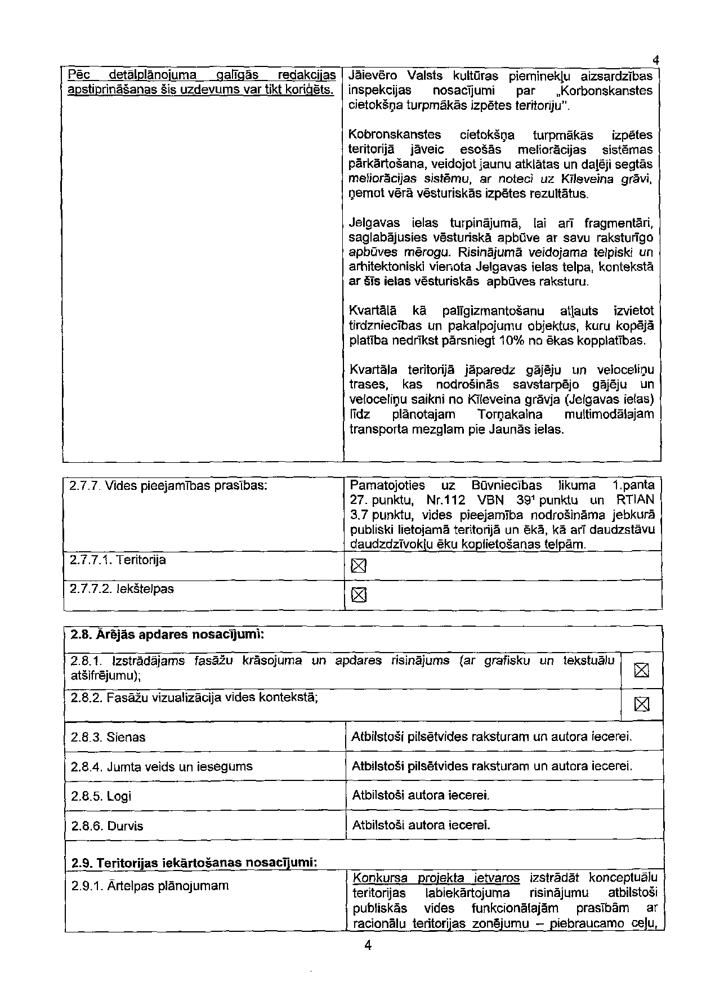 4
Pēc detālplānojuma galīgās redakcijas
apstiprināšanas šis uzdevums var tikt koriģēts.
Jāievēro Valsts kultūras pieminekļu aizsardzības
inspekcijas nosacījumi par „Korbonskanstes
cietokšņa turpmākās izpētes teritoriju”.
Kobronskanstes cietokšņa turpmākās izpētes
teritorijā jāveic esošās meliorācijas sistēmas
pārkārtošana, veidojot jaunu atklātas un daļēji segtās
meliorācijas sistēmu, ar noteci uz Kīleveina grāvi,
ņemot vērā vēsturiskās izpētes rezultātus.
Jelgavas ielas turpinājumā, lai arī fragmentāri,
saglabājusies vēsturiskā apbūve ar savu raksturīgo
apbūves mērogu. Risinājumā veidojama telpiski un
arhitektoniski vienota Jelgavas ielas telpa, kontekstā
ar šīs ielas vēsturiskās apbūves raksturu.
Kvartālā kā palīgizmantošanu atļauts izvietot
tirdzniecības un pakalpojumu objektus, kuru kopējā
platība nedrīkst pārsniegt 10% no ēkas kopplatības.
Kvartāla teritorijā jāparedz gājēju un veloceliņu
trases, kas nodrošinās savstarpējo gājēju un
veloceliņu saikni no Kīleveina grāvja (Jelgavas ielas)
līdz plānotajam Torņakalna multimodālajam
transporta mezglam pie Jaunās ielas.
2.7.7. Vides pieejamības prasības:
Pamatojoties uz Būvniecības likuma 1.panta
27. punktu, Nr.112 VBN 39¹ punktu un RTIAN
3.7 punktu, vides pieejamība nodrošināma jebkurā
publiski lietojamā teritorijā un ēkā, kā arī daudzstāvu
daudzdzīvokļu ēku koplietošanas telpām.
2.7.7.1. Teritorija
☒
2.7.7.2. Iekštelpas
☒
2.8. Ārējās apdares nosacījumi:
2.8.1. Izstrādājams fasāžu krāsojuma un apdares risinājums (ar grafisku un tekstuālu
atšifrējumu);
☒
2.8.2. Fasāžu vizualizācija vides kontekstā;
☒
2.8.3. Sienas
Atbilstoši pilsētvides raksturam un autora iecerei.
2.8.4. Jumta veids un iesegums
Atbilstoši pilsētvides raksturam un autora iecerei.
2.8.5. Logi
Atbilstoši autora iecerei.
2.8.6. Durvis
Atbilstoši autora iecerei.
2.9. Teritorijas iekārtošanas nosacījumi:
2.9.1. Ārtelpas plānojumam
Konkursa projekta ietvaros izstrādāt konceptuālu
teritorijas labiekārtojuma risinājumu atbilstoši
publiskās vides funkcionālajām prasībām ar
racionālu teritorijas zonējumu – piebraucamo ceļu,
4